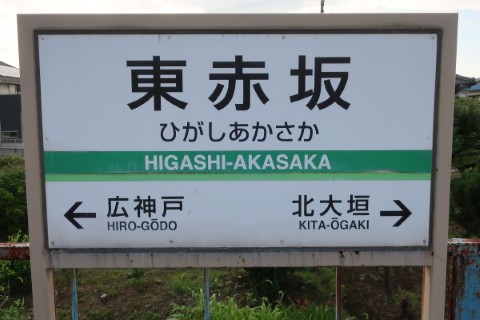 東赤坂
ひがしあかさか
HIGASHI-AKASAKA
← 広神戸 北大垣 →
HIRO-GŌDO KITA-ŌGAKI